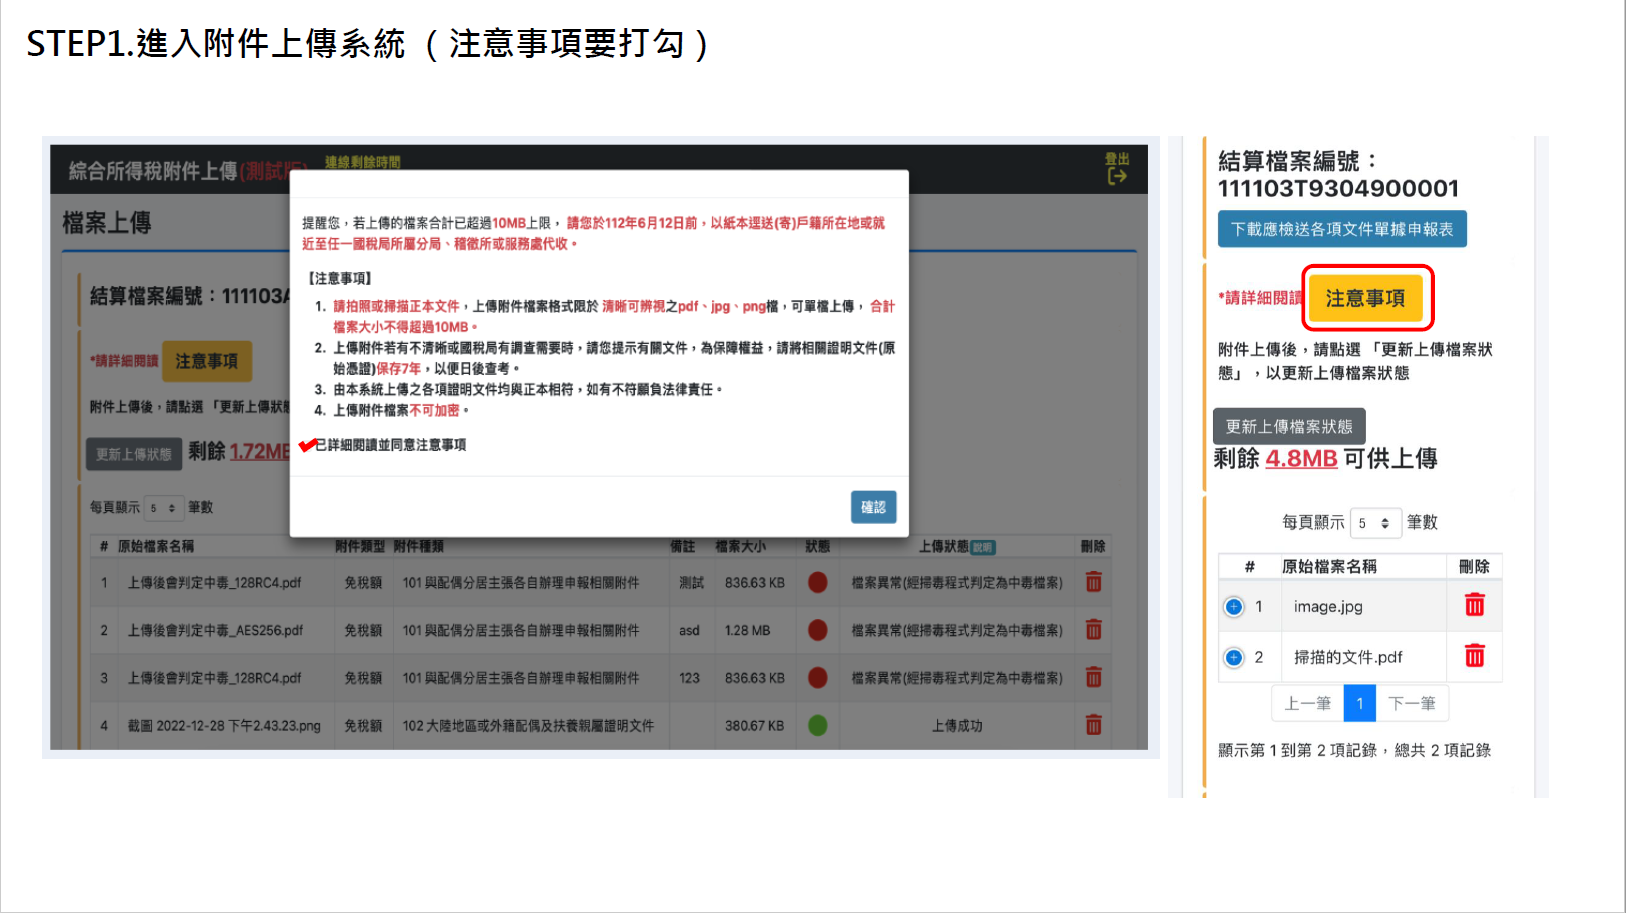 STEP1.進入附件上傳系統（注意事項要打勾）
綜合所得稅附件上傳(測試版)
連線剩餘時間
登出
檔案上傳
結算檔案編號：111103A
*請詳細閱讀 注意事項
附件上傳後，請點選「更新上傳狀態
更新上傳狀態 剩餘 1.72MB
每頁顯示 5 筆數
提醒您，若上傳的檔案合計已超過10MB上限，請您於112年6月12日前，以紙本逕送(寄)戶籍所在地或就
近至任一國稅局所屬分局、稽徵所或服務處代收。
【注意事項】
1. 請拍照或掃描正本文件，上傳附件檔案格式限於 清晰可辨視之pdf、jpg、png檔，可單檔上傳，合計
檔案大小不得超過10MB。
2. 上傳附件若有不清晰或國稅局有調查需要時，請您提示有關文件，為保障權益，請將相關證明文件(原
始憑證)保存7年，以便日後查考。
3. 由本系統上傳之各項證明文件均與正本相符，如有不符願負法律責任。
4. 上傳附件檔案不可加密。
已詳細閱讀並同意注意事項
確認
# 原始檔案名稱 附件類型 附件種類 備註 檔案大小 狀態 上傳狀態 說明 刪除
1 上傳後會判定中毒_128RC4.pdf 免稅額 101 與配偶分居主張各自辦理申報相關附件 測試 836.63 KB 檔案異常(經掃毒程式判定為中毒檔案)
2 上傳後會判定中毒_AES256.pdf 免稅額 101 與配偶分居主張各自辦理申報相關附件 asd 1.28 MB 檔案異常(經掃毒程式判定為中毒檔案)
3 上傳後會判定中毒_128RC4.pdf 免稅額 101 與配偶分居主張各自辦理申報相關附件 123 836.63 KB 檔案異常(經掃毒程式判定為中毒檔案)
4 截圖 2022-12-28 下午2.43.23.png 免稅額 102 大陸地區或外籍配偶及扶養親屬證明文件 380.67 KB 上傳成功
結算檔案編號：
111103T9304900001
下載應檢送各項文件單據申報表
*請詳細閱讀 注意事項
附件上傳後，請點選「更新上傳檔案狀
態」，以更新上傳檔案狀態
更新上傳檔案狀態
剩餘 4.8MB 可供上傳
每頁顯示 5 筆數
# 原始檔案名稱 刪除
1 image.jpg
2 掃描的文件.pdf
上一筆 1 下一筆
顯示第 1 到第 2 項記錄，總共 2 項記錄